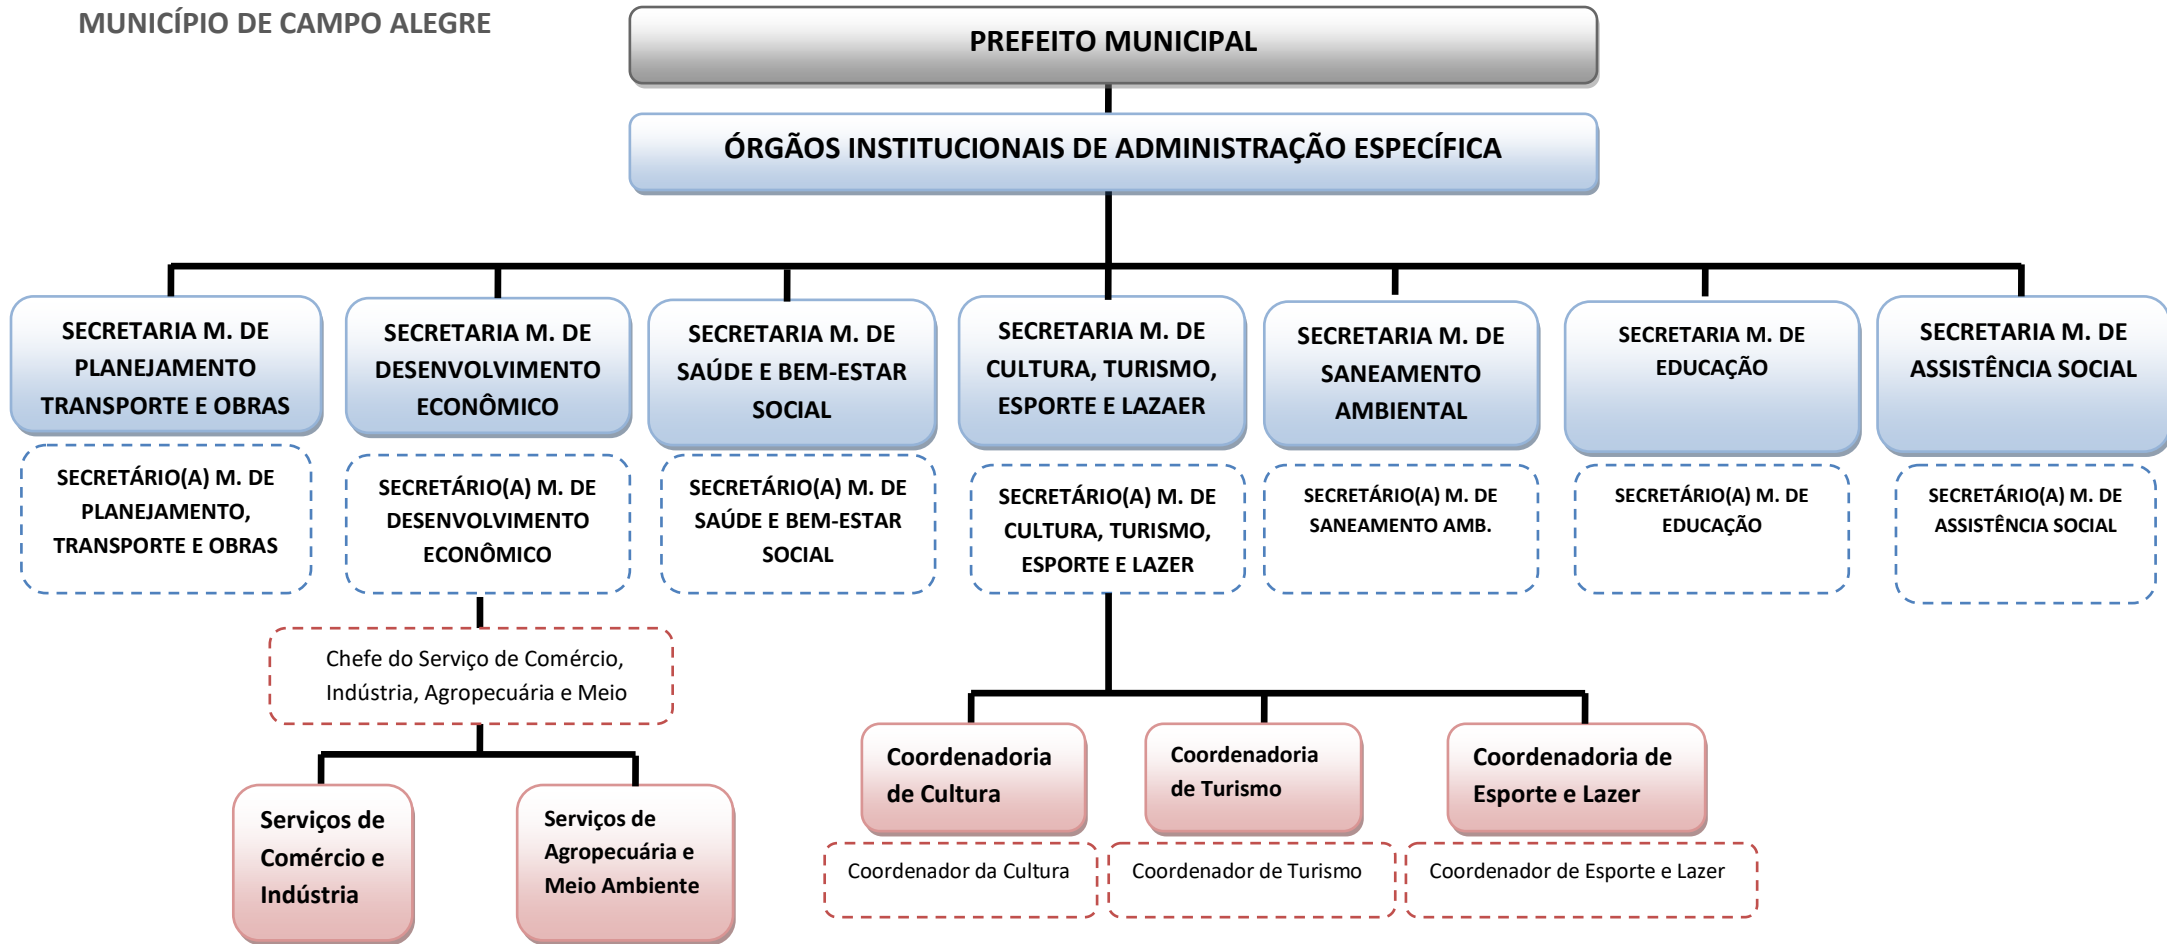 MUNICÍPIO DE CAMPO ALEGRE
PREFEITO MUNICIPAL
ÓRGÃOS INSTITUCIONAIS DE ADMINISTRAÇÃO ESPECÍFICA
SECRETARIA M. DE
PLANEJAMENTO
TRANSPORTE E OBRAS
SECRETARIA M. DE
DESENVOLVIMENTO
ECONÔMICO
SECRETARIA M. DE
SAÚDE E BEM-ESTAR
SOCIAL
SECRETARIA M. DE
CULTURA, TURISMO,
ESPORTE E LAZAER
SECRETARIA M. DE
SANEAMENTO
AMBIENTAL
SECRETARIA M. DE
EDUCAÇÃO
SECRETARIA M. DE
ASSISTÊNCIA SOCIAL
SECRETÁRIO(A) M. DE
PLANEJAMENTO,
TRANSPORTE E OBRAS
SECRETÁRIO(A) M. DE
DESENVOLVIMENTO
ECONÔMICO
SECRETÁRIO(A) M. DE
SAÚDE E BEM-ESTAR
SOCIAL
SECRETÁRIO(A) M. DE
CULTURA, TURISMO,
ESPORTE E LAZER
SECRETÁRIO(A) M. DE
SANEAMENTO AMB.
SECRETÁRIO(A) M. DE
EDUCAÇÃO
SECRETÁRIO(A) M. DE
ASSISTÊNCIA SOCIAL
Chefe do Serviço de Comércio,
Indústria, Agropecuária e Meio
Serviços de
Comércio e
Indústria
Serviços de
Agropecuária e
Meio Ambiente
Coordenadoria
de Cultura
Coordenadoria
de Turismo
Coordenadoria de
Esporte e Lazer
Coordenador da Cultura
Coordenador de Turismo
Coordenador de Esporte e Lazer